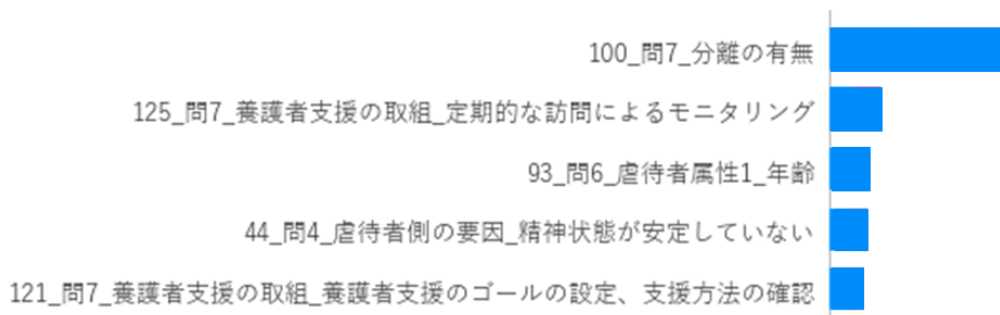 100_問7_分離の有無
125_問7_養護者支援の取組_定期的な訪問によるモニタリング
93_問6_虐待者属性1_年齢
44_問4_虐待者側の要因_精神状態が安定していない
121_問7_養護者支援の取組_養護者支援のゴールの設定、支援方法の確認